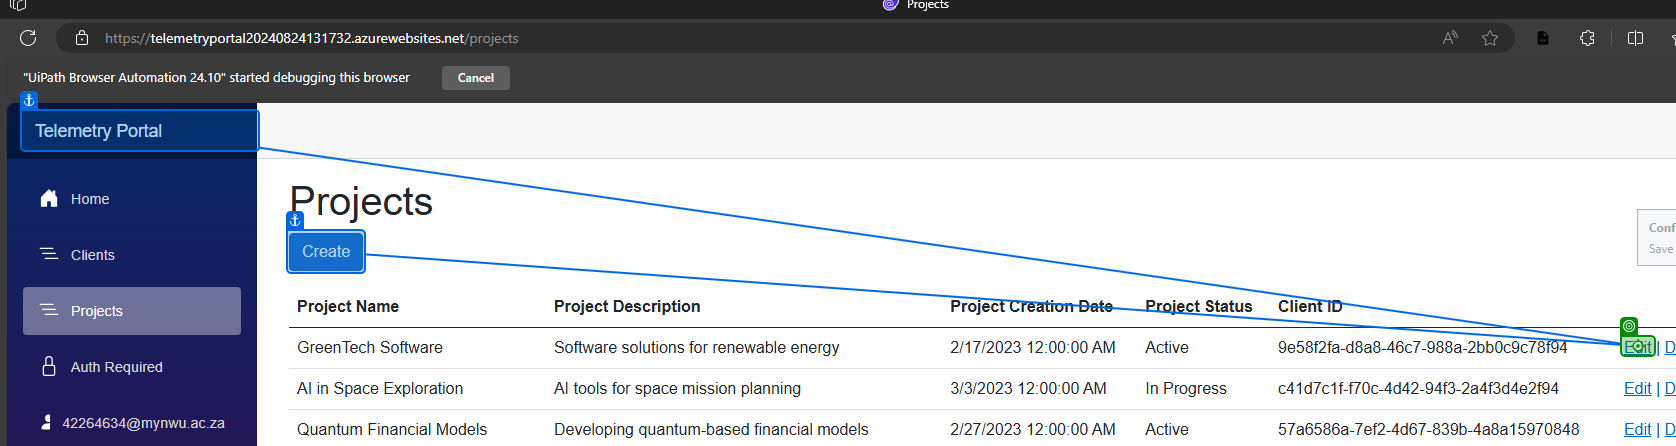 Projects
https://telemetryportal20240824131732.azurewebsites.net/projects
"UiPath Browser Automation 24.10" started debugging this browser Cancel
Telemetry Portal
Home
Clients
Projects
Auth Required
42264634@mynwu.ac.za
Projects
Create
Conf
Save
Project Name Project Description Project Creation Date Project Status Client ID
GreenTech Software Software solutions for renewable energy 2/17/2023 12:00:00 AM Active 9e58f2fa-d8a8-46c7-988a-2bb0c9c78f94 Edit | D
AI in Space Exploration AI tools for space mission planning 3/3/2023 12:00:00 AM In Progress c41d7c1f-f70c-4d42-94f3-2a4f3d4e2f94 Edit | D
Quantum Financial Models Developing quantum-based financial models 2/27/2023 12:00:00 AM Active 57a6586a-7ef2-4d67-839b-4a8a15970848 Edit | D